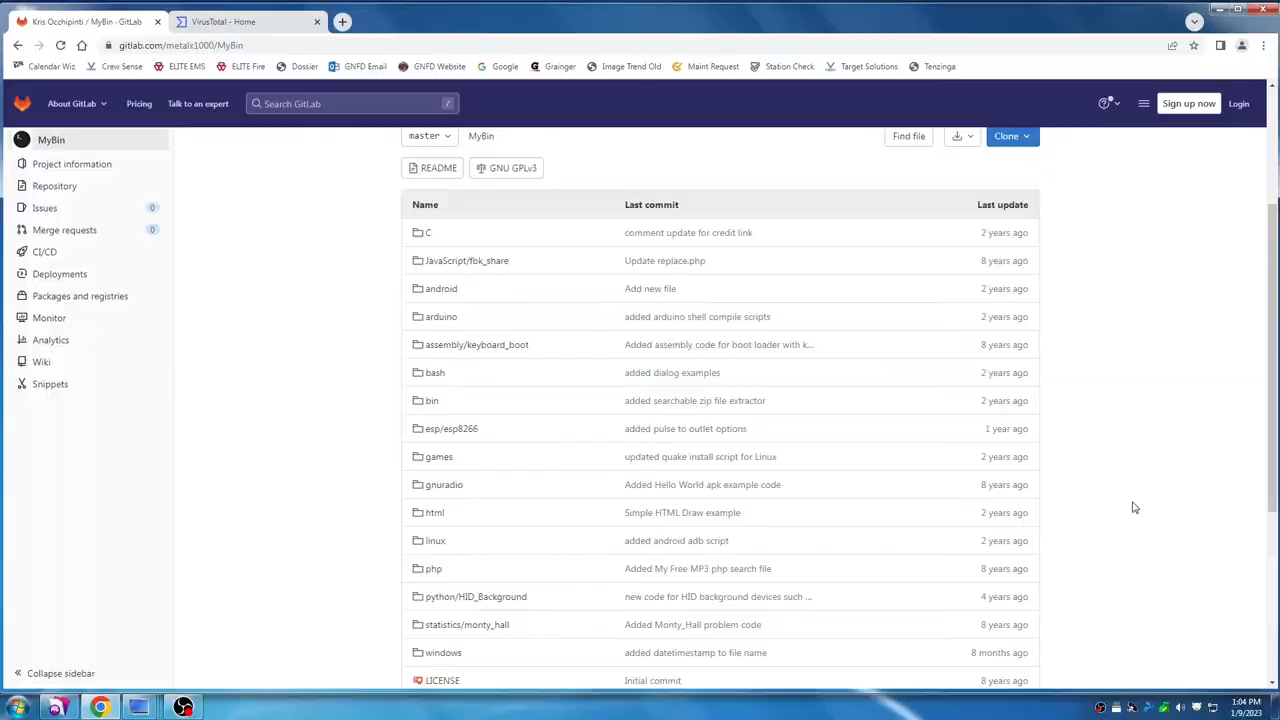 Kris Occhipinti / MyBin · GitLab
VirusTotal - Home
gitlab.com/metalx1000/MyBin
Calendar Wiz
Crew Sense
ELITE EMS
ELITE Fire
Dossier
GNFD Email
GNFD Website
Google
Grainger
Image Trend Old
Maint Request
Station Check
Target Solutions
Tenzinga
About GitLab
Pricing
Talk to an expert
Search GitLab
/
Sign up now
Login
MyBin
Project information
Repository
Issues 0
Merge requests 0
CI/CD
Deployments
Packages and registries
Monitor
Analytics
Wiki
Snippets
Collapse sidebar
master
MyBin
Find file
Clone
README
GNU GPLv3
Name Last commit Last update
C comment update for credit link 2 years ago
JavaScript/fbk_share Update replace.php 8 years ago
android Add new file 2 years ago
arduino added arduino shell compile scripts 2 years ago
assembly/keyboard_boot Added assembly code for boot loader with k... 8 years ago
bash added dialog examples 2 years ago
bin added searchable zip file extractor 2 years ago
esp/esp8266 added pulse to outlet options 1 year ago
games updated quake install script for Linux 2 years ago
gnuradio Added Hello World apk example code 8 years ago
html Simple HTML Draw example 2 years ago
linux added android adb script 2 years ago
php Added My Free MP3 php search file 8 years ago
python/HID_Background new code for HID background devices such ... 4 years ago
statistics/monty_hall Added Monty_Hall problem code 8 years ago
windows added datetimestamp to file name 8 months ago
LICENSE Initial commit 8 years ago
1:04 PM
1/9/2023